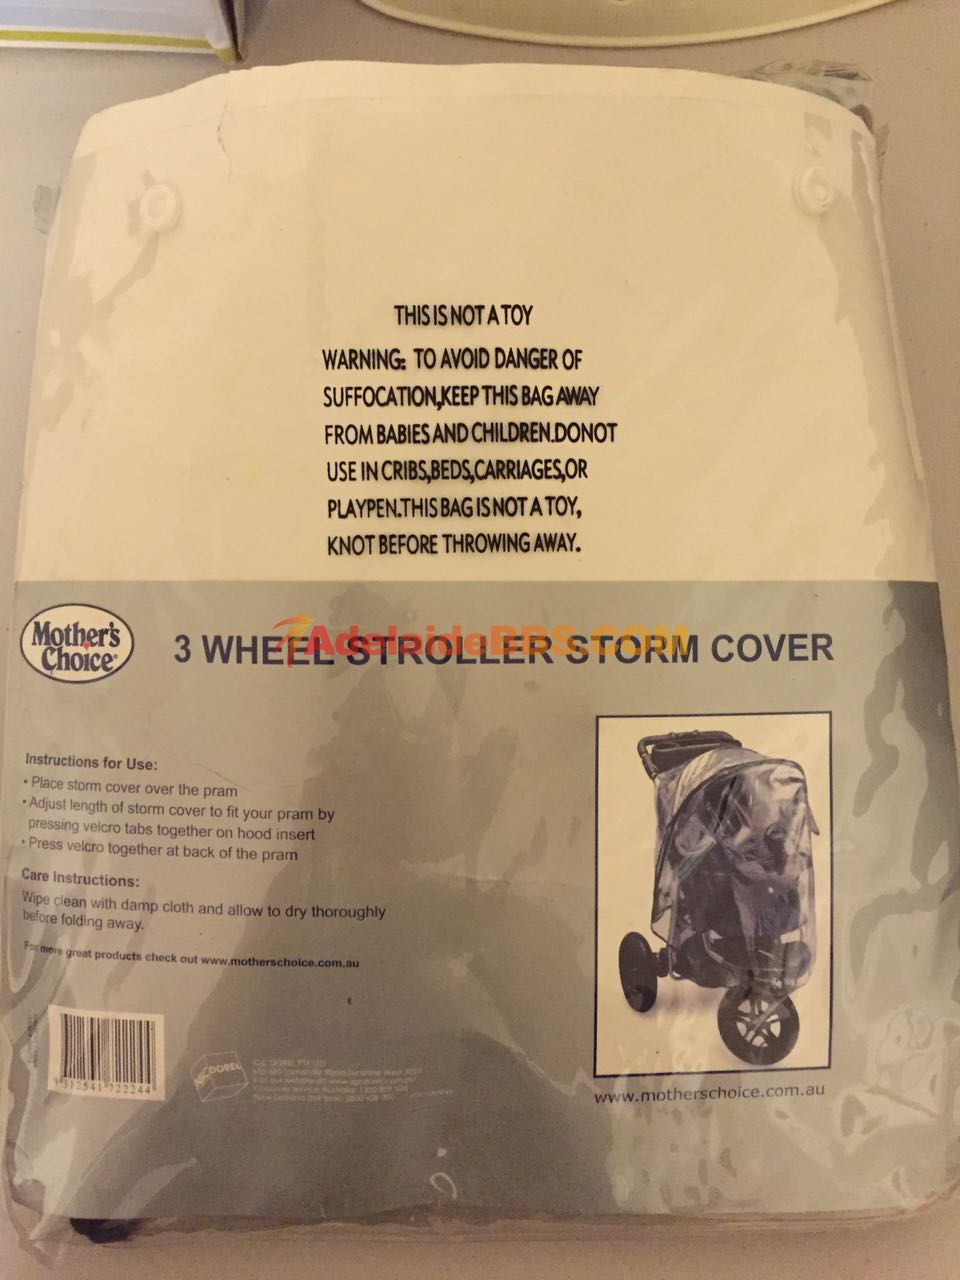 THIS IS NOT A TOY
WARNING: TO AVOID DANGER OF
SUFFOCATION,KEEP THIS BAG AWAY
FROM BABIES AND CHILDREN.DONOT
USE IN CRIBS,BEDS,CARRIAGES,OR
PLAYPEN.THIS BAG IS NOT A TOY,
KNOT BEFORE THROWING AWAY.
Mother's
Choice
3 WHEEL STROLLER STORM COVER
AdelaideBBS.COM
Instructions for Use:
• Place storm cover over the pram
• Adjust length of storm cover to fit your pram by
pressing velcro tabs together on hood insert
• Press velcro together at back of the pram
Care Instructions:
Wipe clean with damp cloth and allow to dry thoroughly
before folding away.
For more great products check out www.motherschoice.com.au
9 312541 722244
DOREL
www.motherschoice.com.au